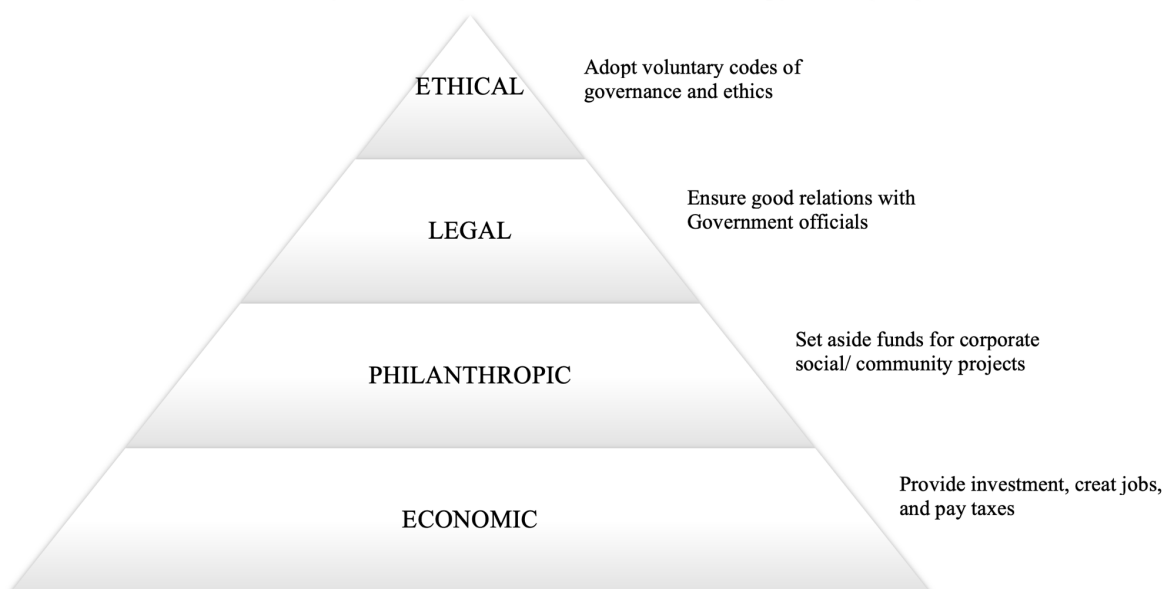 ETHICAL
Adopt voluntary codes of
governance and ethics
LEGAL
Ensure good relations with
Government officials
PHILANTHROPIC
Set aside funds for corporate
social/ community projects
ECONOMIC
Provide investment, creat jobs,
and pay taxes